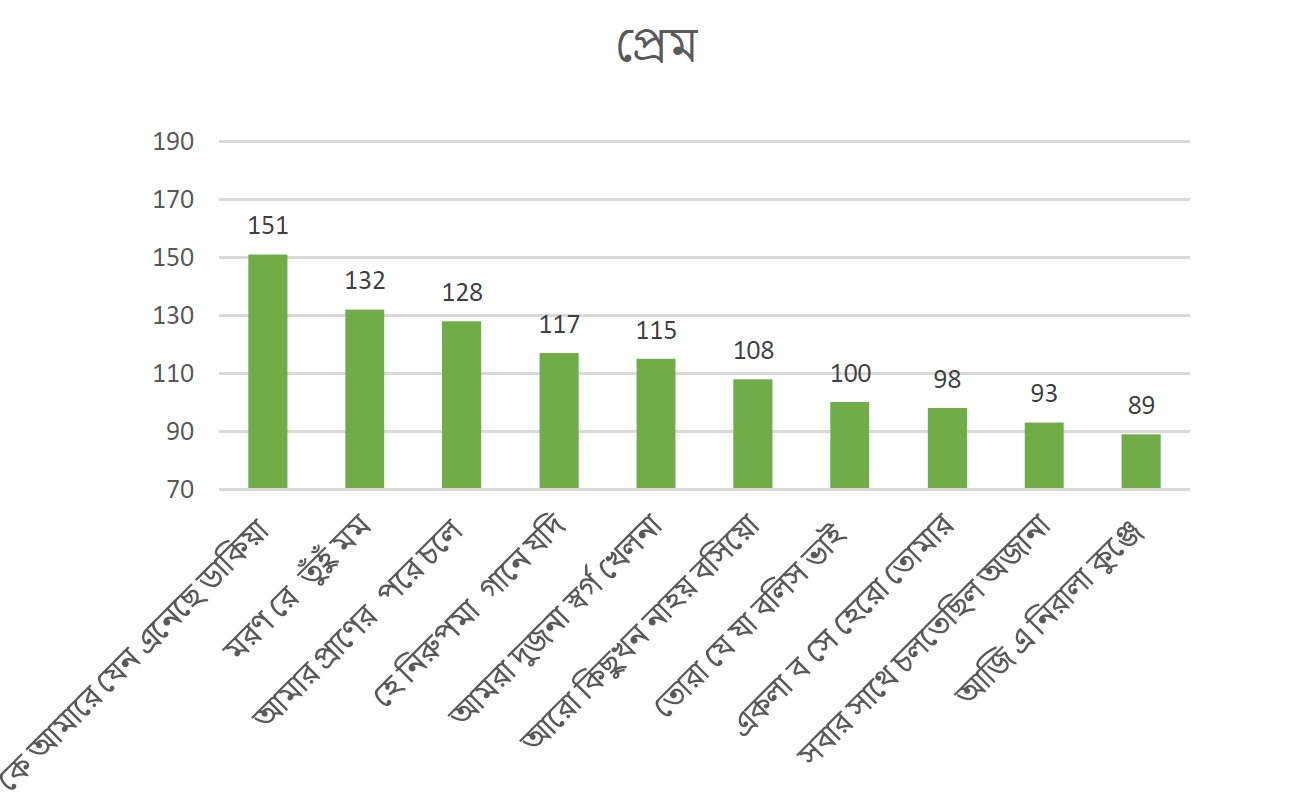 প্রেম
190
170
150
130
110
90
70
151
132
128
117
115
108
100
98
93
89
কে আমারে যেন এনেছে ডাকিয়া
মরণ রে তুঁহুঁ মম
আমার প্রাণের পরে চলে
হে নিরুপমা গানে যদি
আমরা দুজনা স্বর্গ খেলনা
আরো কিছুখন নাহয় বসিয়ো
তোরা যে যা বলিস ভাই
একলা ব সে হেরো তোমার
সবার সাথে চলতেছিল অজানা
আজি এ নিরালা কুঞ্জে